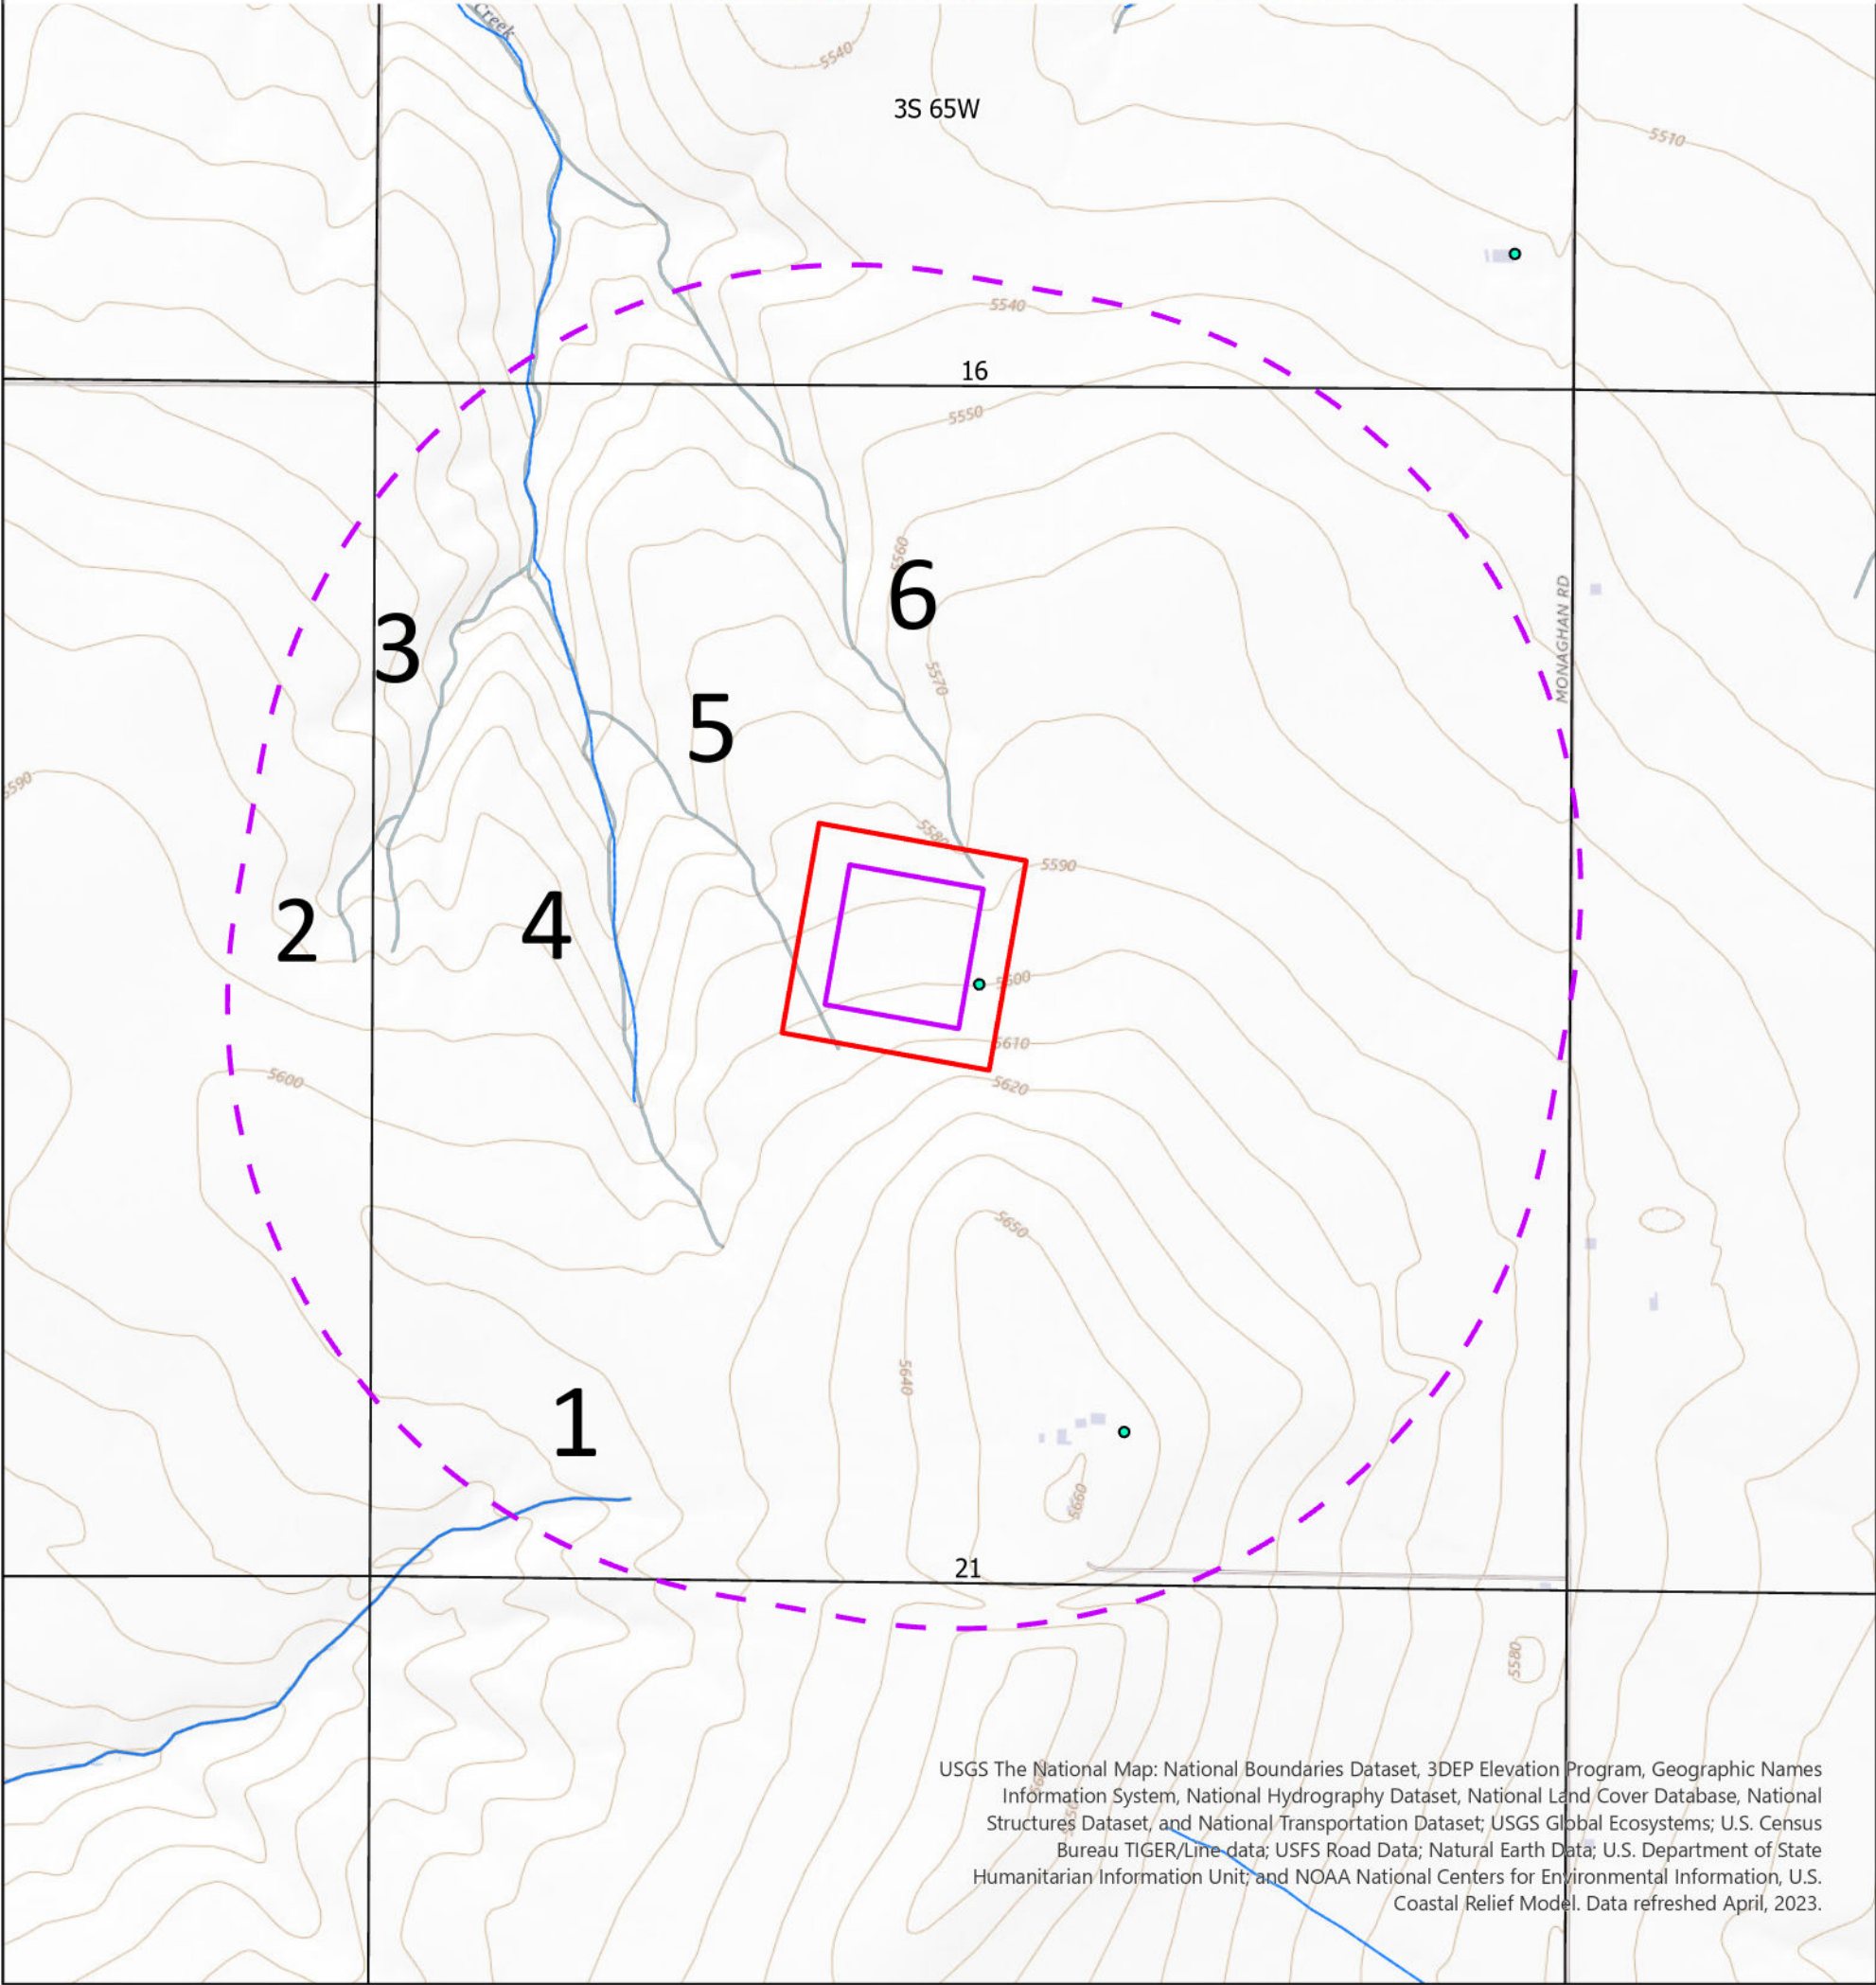 Creek
5540
3S 65W
5510
5540
16
5550
5560
6
3
MONAGHAN RD
5570
5
5590
5580
5590
2
4
5600
5610
5600
5620
5650
5640
1
5660
21
5580
USGS The National Map: National Boundaries Dataset, 3DEP Elevation Program, Geographic Names
Information System, National Hydrography Dataset, National Land Cover Database, National
Structures Dataset, and National Transportation Dataset; USGS Global Ecosystems; U.S. Census
Bureau TIGER/Line data; USFS Road Data; Natural Earth Data; U.S. Department of State
Humanitarian Information Unit; and NOAA National Centers for Environmental Information, U.S.
Coastal Relief Model. Data refreshed April, 2023.